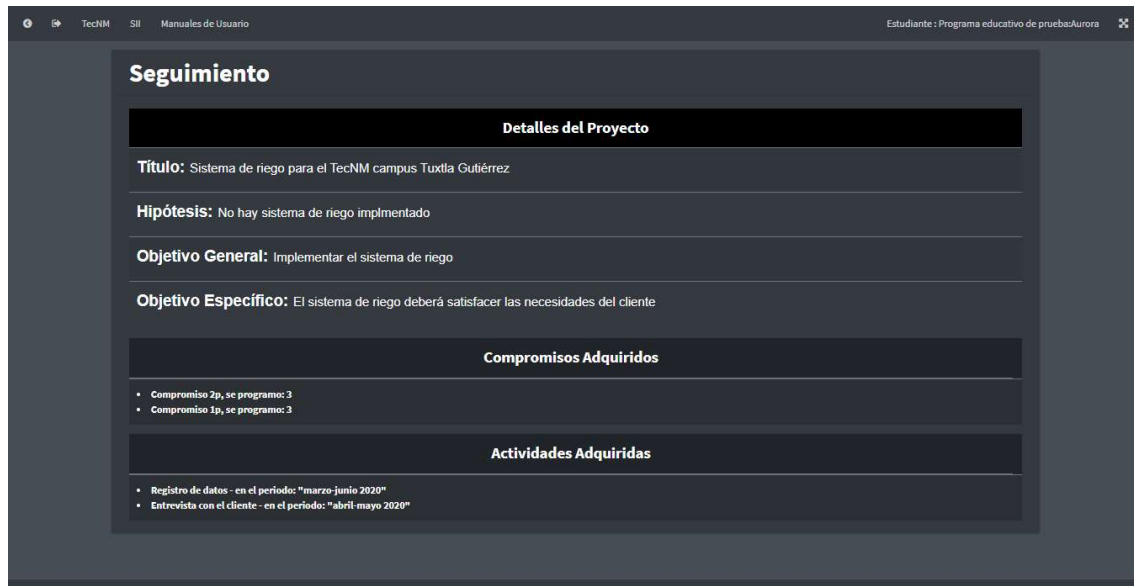 TecNM SII Manuales de Usuario Estudiante : Programa educativo de prueba:Aurora
Seguimiento
Detalles del Proyecto
Título: Sistema de riego para el TecNM campus Tuxtla Gutiérrez
Hipótesis: No hay sistema de riego implmentado
Objetivo General: Implementar el sistema de riego
Objetivo Específico: El sistema de riego deberá satisfacer las necesidades del cliente
Compromisos Adquiridos
• Compromiso 2p, se programo: 3
• Compromiso 1p, se programo: 3
Actividades Adquiridas
• Registro de datos - en el periodo: "marzo-junio 2020"
• Entrevista con el cliente - en el periodo: "abril-mayo 2020"